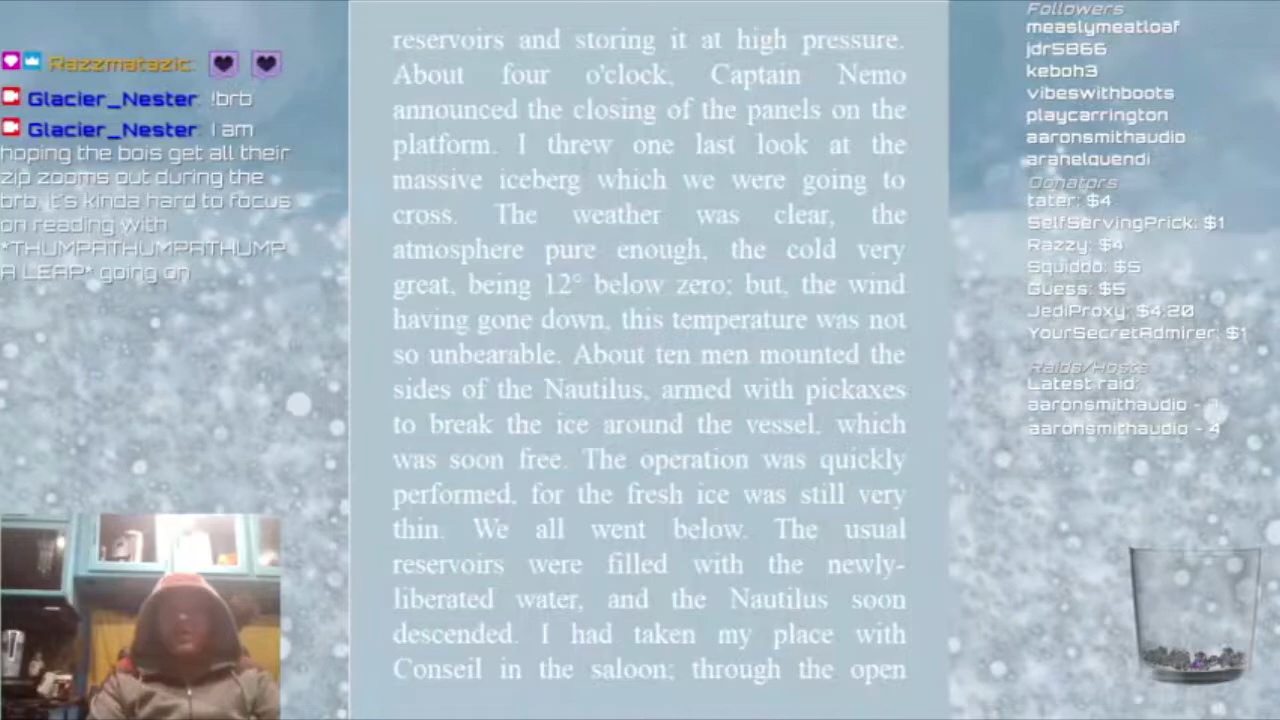 Razzmatazic:
Glacier_Nester: !brb
Glacier_Nester: I am
hoping the bois get all their
zip zooms out during the
brb, it's kinda hard to focus
on reading with
*THUMPATHUMPATHUMP
A LEAP* going on
reservoirs and storing it at high pressure.
About four o'clock, Captain Nemo
announced the closing of the panels on the
platform. I threw one last look at the
massive iceberg which we were going to
cross. The weather was clear, the
atmosphere pure enough, the cold very
great, being 12° below zero; but, the wind
having gone down, this temperature was not
so unbearable. About ten men mounted the
sides of the Nautilus, armed with pickaxes
to break the ice around the vessel, which
was soon free. The operation was quickly
performed, for the fresh ice was still very
thin. We all went below. The usual
reservoirs were filled with the newly-
liberated water, and the Nautilus soon
descended. I had taken my place with
Conseil in the saloon; through the open
Followers
measlymeatloaf
jdr5866
keboh3
vibeswithboots
playcarrington
aaronsmithaudio
aranelquendi
Donators
tater: $4
SelfServingPrick: $1
Razzy: $4
Squidoo: $5
Guess: $5
JediProxy: $4.20
YourSecretAdmirer: $1
Raids/Hosts
Latest raid:
aaronsmithaudio -
aaronsmithaudio - 4